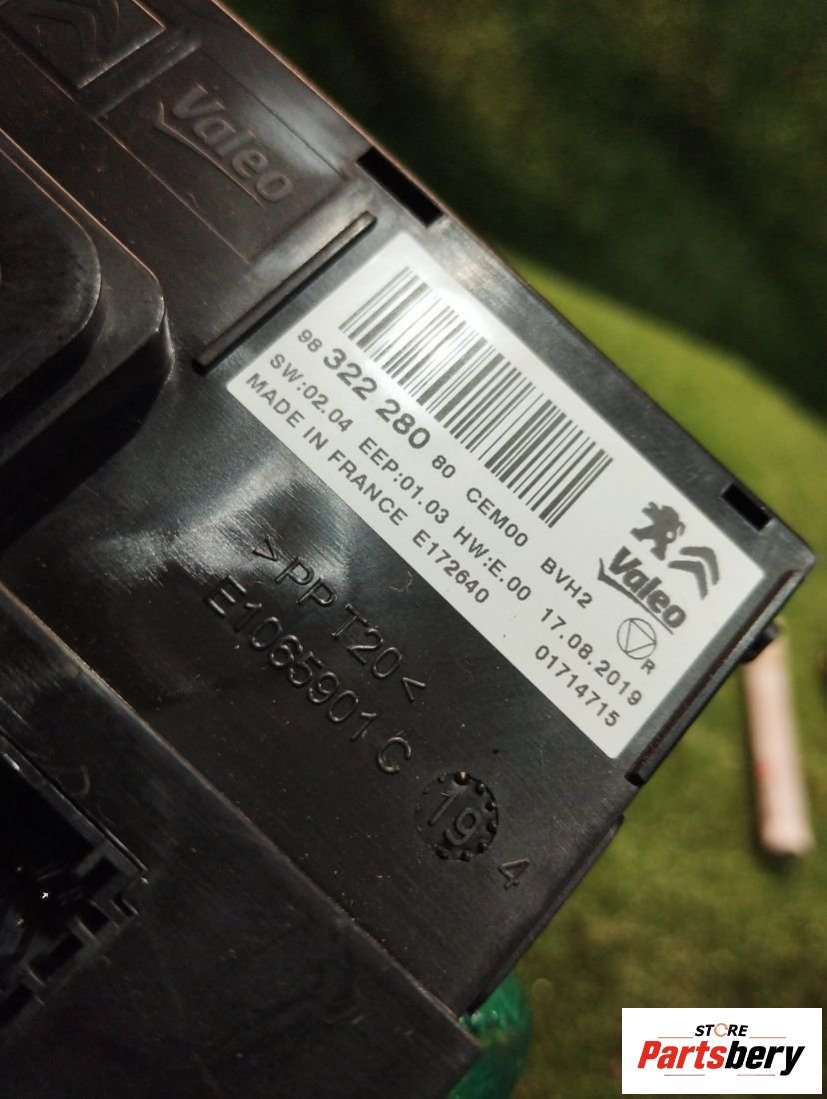 Valeo
98 322 280 80 CEM00 BVH2
SW:02.04 EEP:01.03 HW:E.00 17.08.2019
MADE IN FRANCE E172640 01714715
Valeo
R
>PP T20<
E1065901 C
19
4
STORE
Partsbery